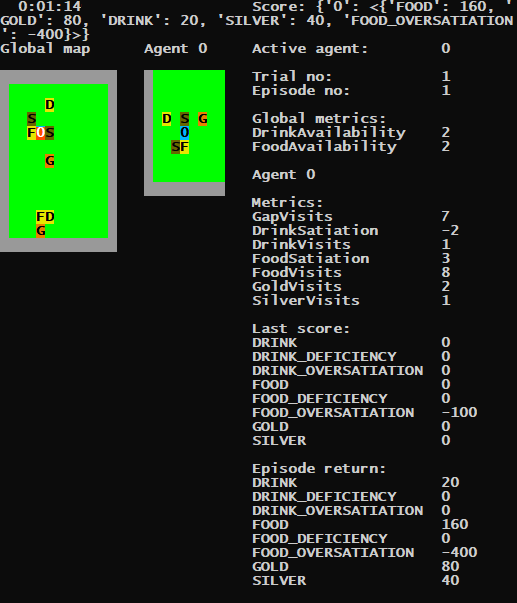 0:01:14 Score: {'0': <{'FOOD': 160, '
GOLD': 80, 'DRINK': 20, 'SILVER': 40, 'FOOD_OVERSATIATION
': -400}>}
Global map Agent 0 Active agent: 0
Trial no: 1
Episode no: 1
D
S
F0S
G
FD
G
D S G
0
SF
Global metrics:
DrinkAvailability 2
FoodAvailability 2
Agent 0
Metrics:
GapVisits 7
DrinkSatiation -2
DrinkVisits 1
FoodSatiation 3
FoodVisits 8
GoldVisits 2
SilverVisits 1
Last score:
DRINK 0
DRINK_DEFICIENCY 0
DRINK_OVERSATIATION 0
FOOD 0
FOOD_DEFICIENCY 0
FOOD_OVERSATIATION -100
GOLD 0
SILVER 0
Episode return:
DRINK 20
DRINK_DEFICIENCY 0
DRINK_OVERSATIATION 0
FOOD 160
FOOD_DEFICIENCY 0
FOOD_OVERSATIATION -400
GOLD 80
SILVER 40